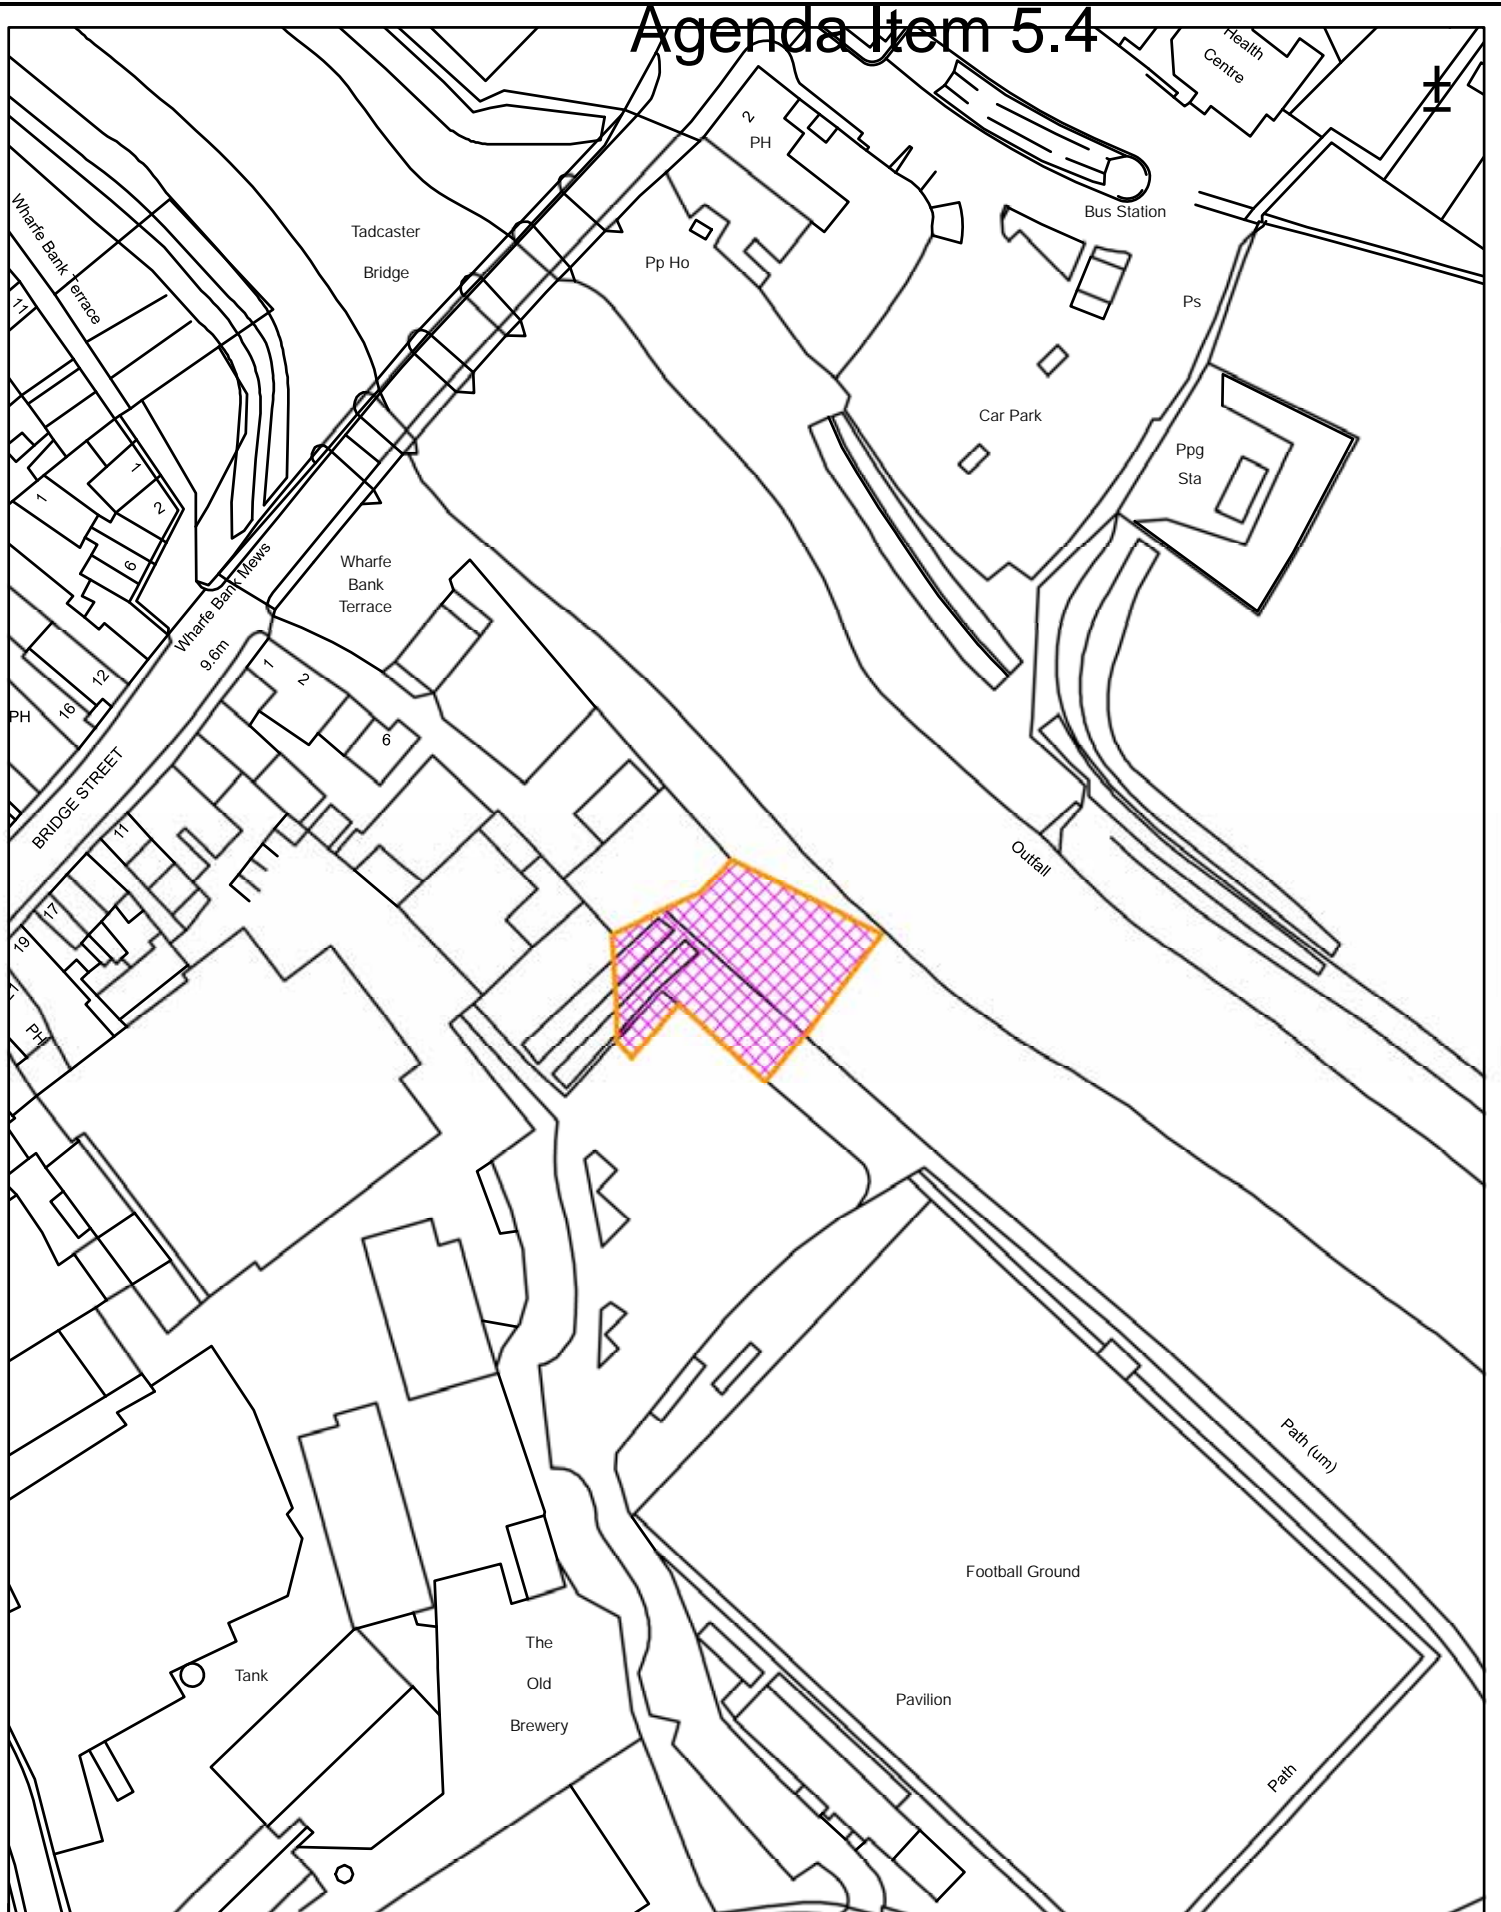 Agenda Item 5.4
Health
Centre
±
2
PH
Wharfe Bank Terrace
Tadcaster
Bridge
Bus Station
Pp Ho
11
Ps
Car Park
Ppg
Sta
1
1
2
6
Wharfe
Bank
Terrace
Wharfe Bank Mews
9.6m
1
2
12
16
PH
6
BRIDGE STREET
11
Outfall
17
19
PH
Path (um)
Football Ground
The
Old
Brewery
Tank
Pavilion
Path